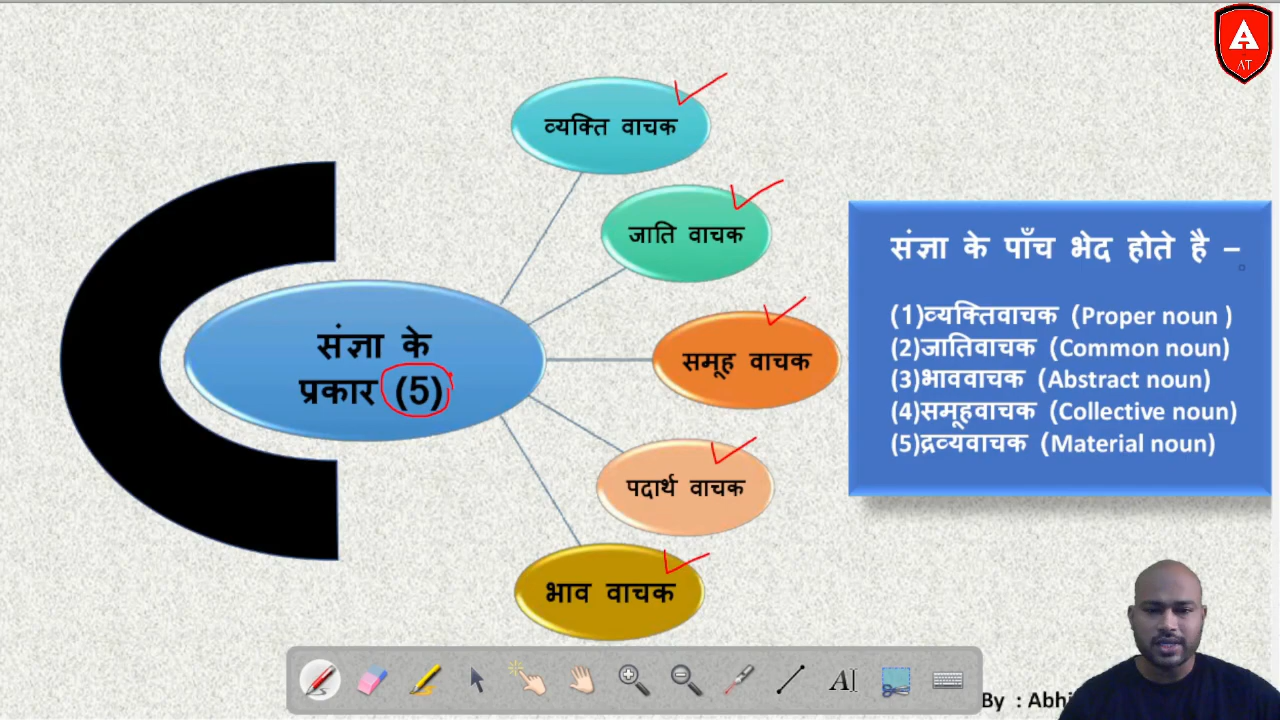 A
AT
व्यक्ति वाचक
जाति वाचक
समूह वाचक
पदार्थ वाचक
भाव वाचक
संज्ञा के
प्रकार (5)
संज्ञा के पाँच भेद होते है –
(1)व्यक्तिवाचक (Proper noun )
(2)जातिवाचक (Common noun)
(3)भाववाचक (Abstract noun)
(4)समूहवाचक (Collective noun)
(5)द्रव्यवाचक (Material noun)
By : Abhi